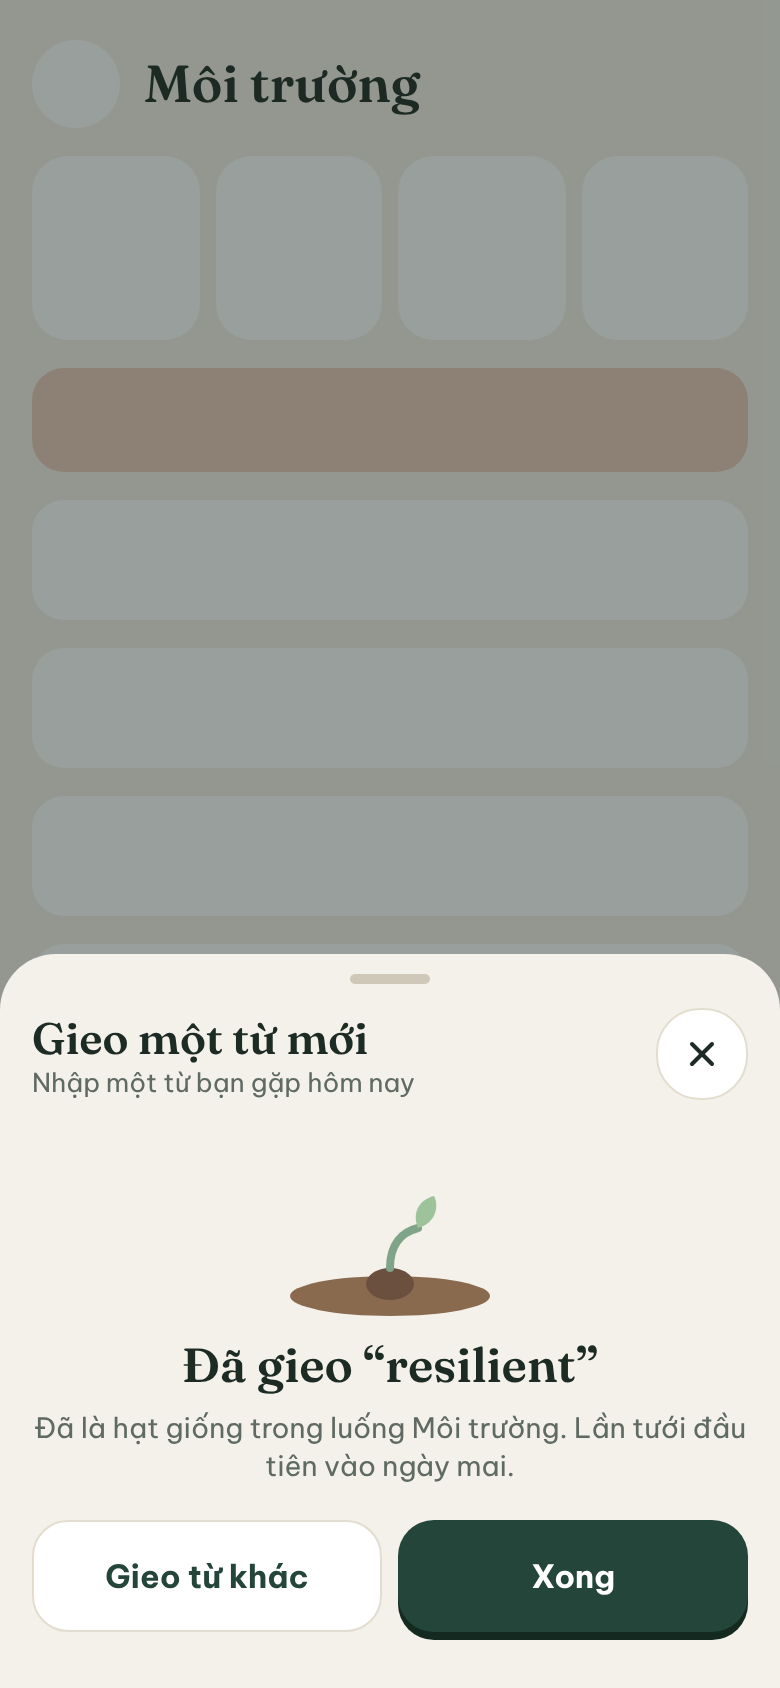 Môi trường
Gieo một từ mới
Nhập một từ bạn gặp hôm nay
Đã gieo “resilient”
Đã là hạt giống trong luống Môi trường. Lần tưới đầu
tiên vào ngày mai.
Gieo từ khác
Xong